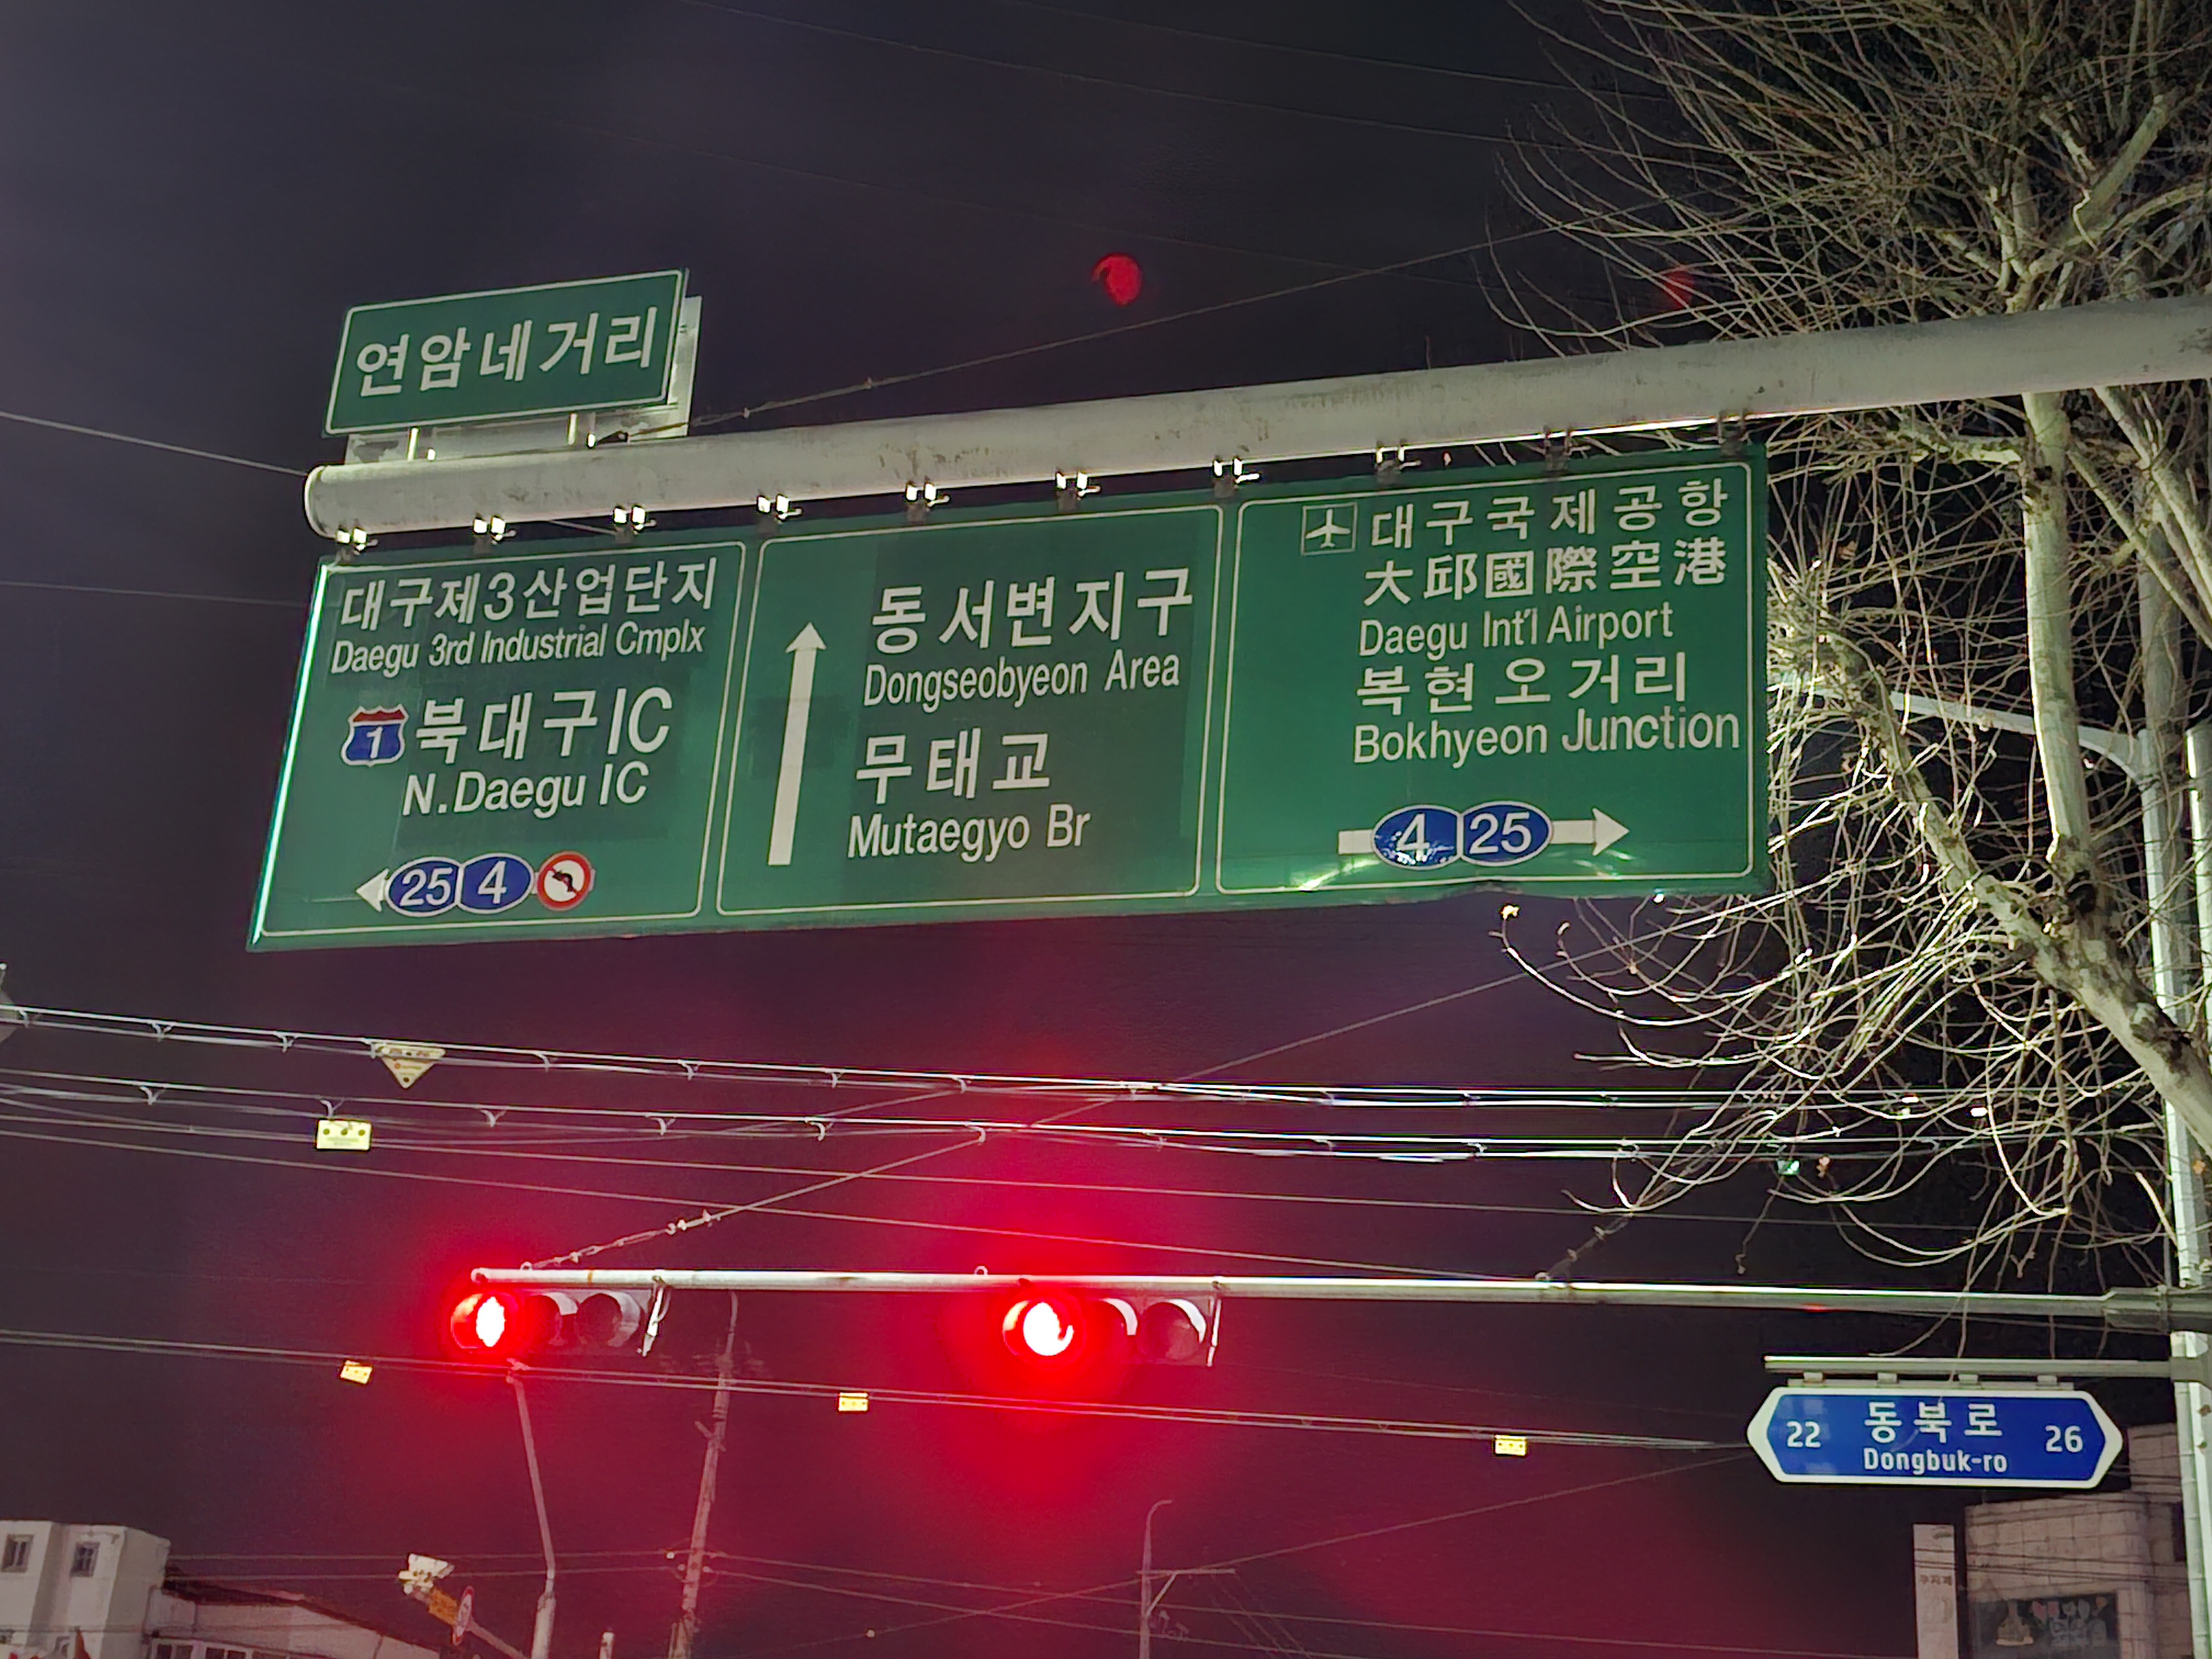 연암네거리
대구제3산업단지
Daegu 3rd Industrial Cmplx
1 북대구IC
N.Daegu IC
25 4
동서변지구
Dongseobyeon Area
무태교
Mutaegyo Br
대구국제공항
大邱國際空港
Daegu Int'l Airport
복현오거리
Bokhyeon Junction
4 25
22 동북로 26
Dongbuk-ro